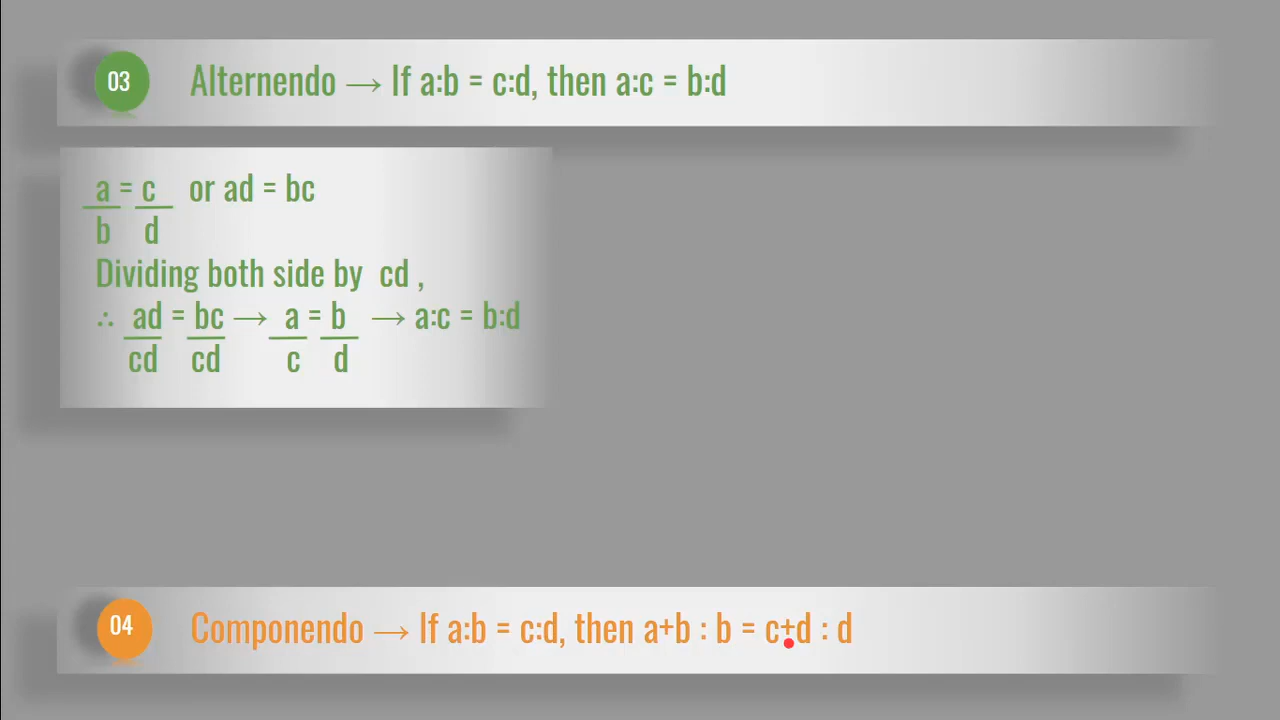 03 Alternendo → If a:b = c:d, then a:c = b:d
a = c or ad = bc
b d
Dividing both side by cd ,
∴ ad = bc → a = b → a:c = b:d
cd cd c d
04 Componendo → If a:b = c:d, then a+b : b = c+d : d